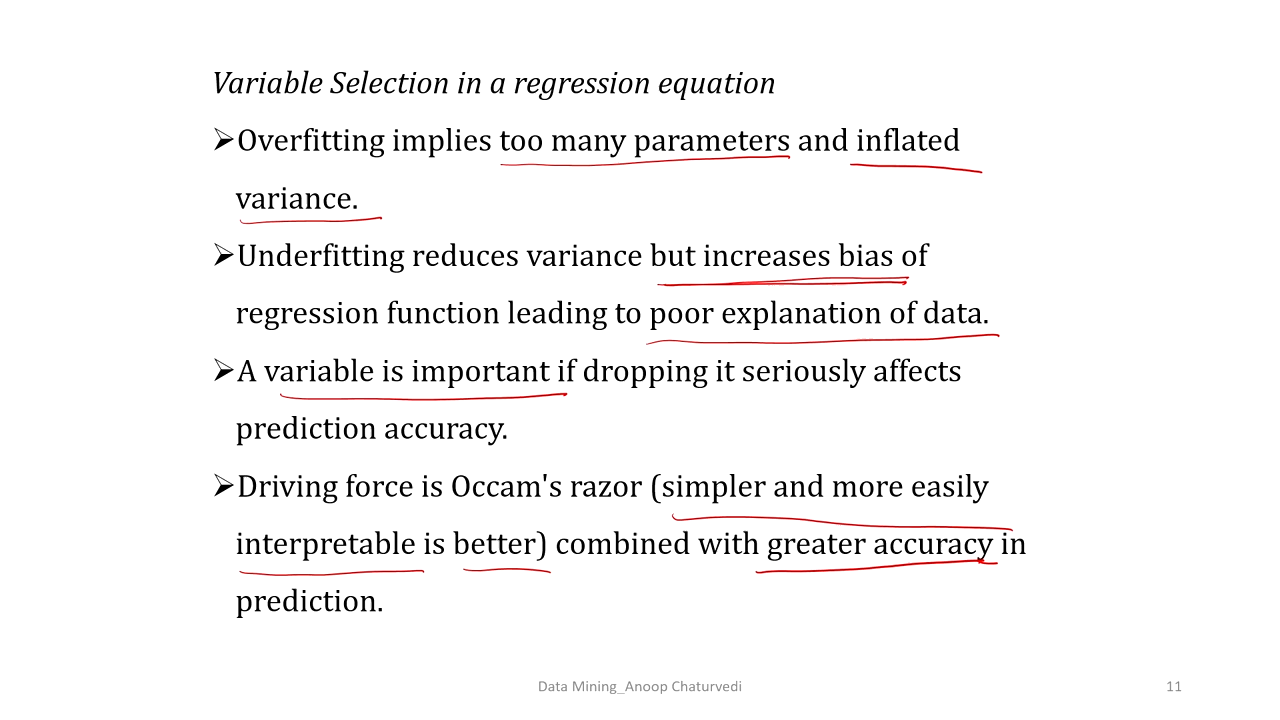 Variable Selection in a regression equation
➢Overfitting implies too many parameters and inflated
variance.
➢Underfitting reduces variance but increases bias of
regression function leading to poor explanation of data.
➢A variable is important if dropping it seriously affects
prediction accuracy.
➢Driving force is Occam's razor (simpler and more easily
interpretable is better) combined with greater accuracy in
prediction.
Data Mining_Anoop Chaturvedi
11